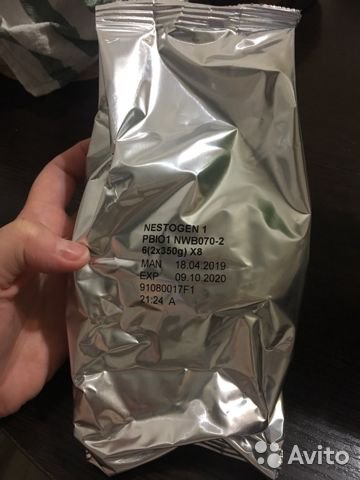 NESTOGEN 1
PBIO1 NWB070-2
6(2x350g) X8
MAN 18.04.2019
EXP 09.10.2020
91080017F1
21:24 A
Avito